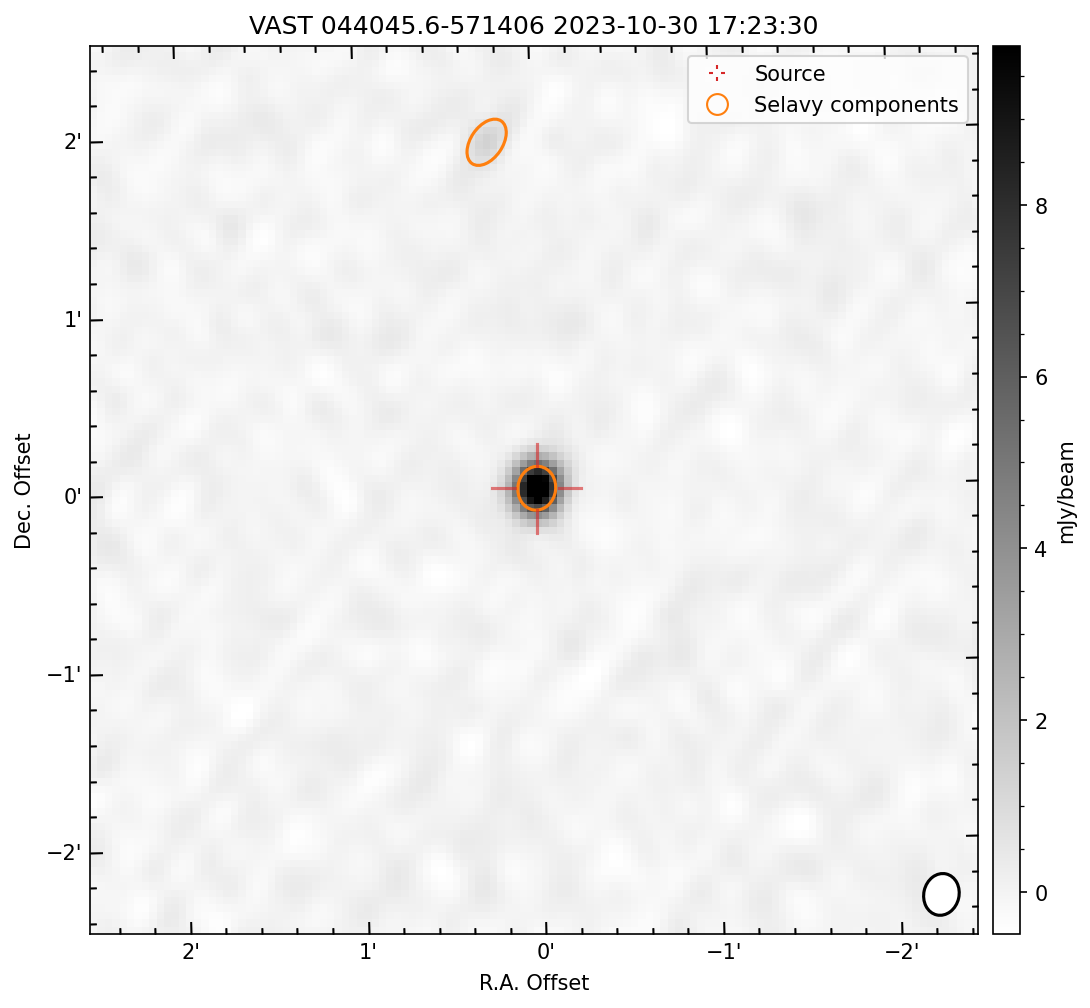 VAST 044045.6-571406 2023-10-30 17:23:30
Source
Selavy components
2'
1'
0'
−1'
−2'
Dec. Offset
2'
1'
0'
−1'
−2'
R.A. Offset
8
6
4
2
0
mJy/beam